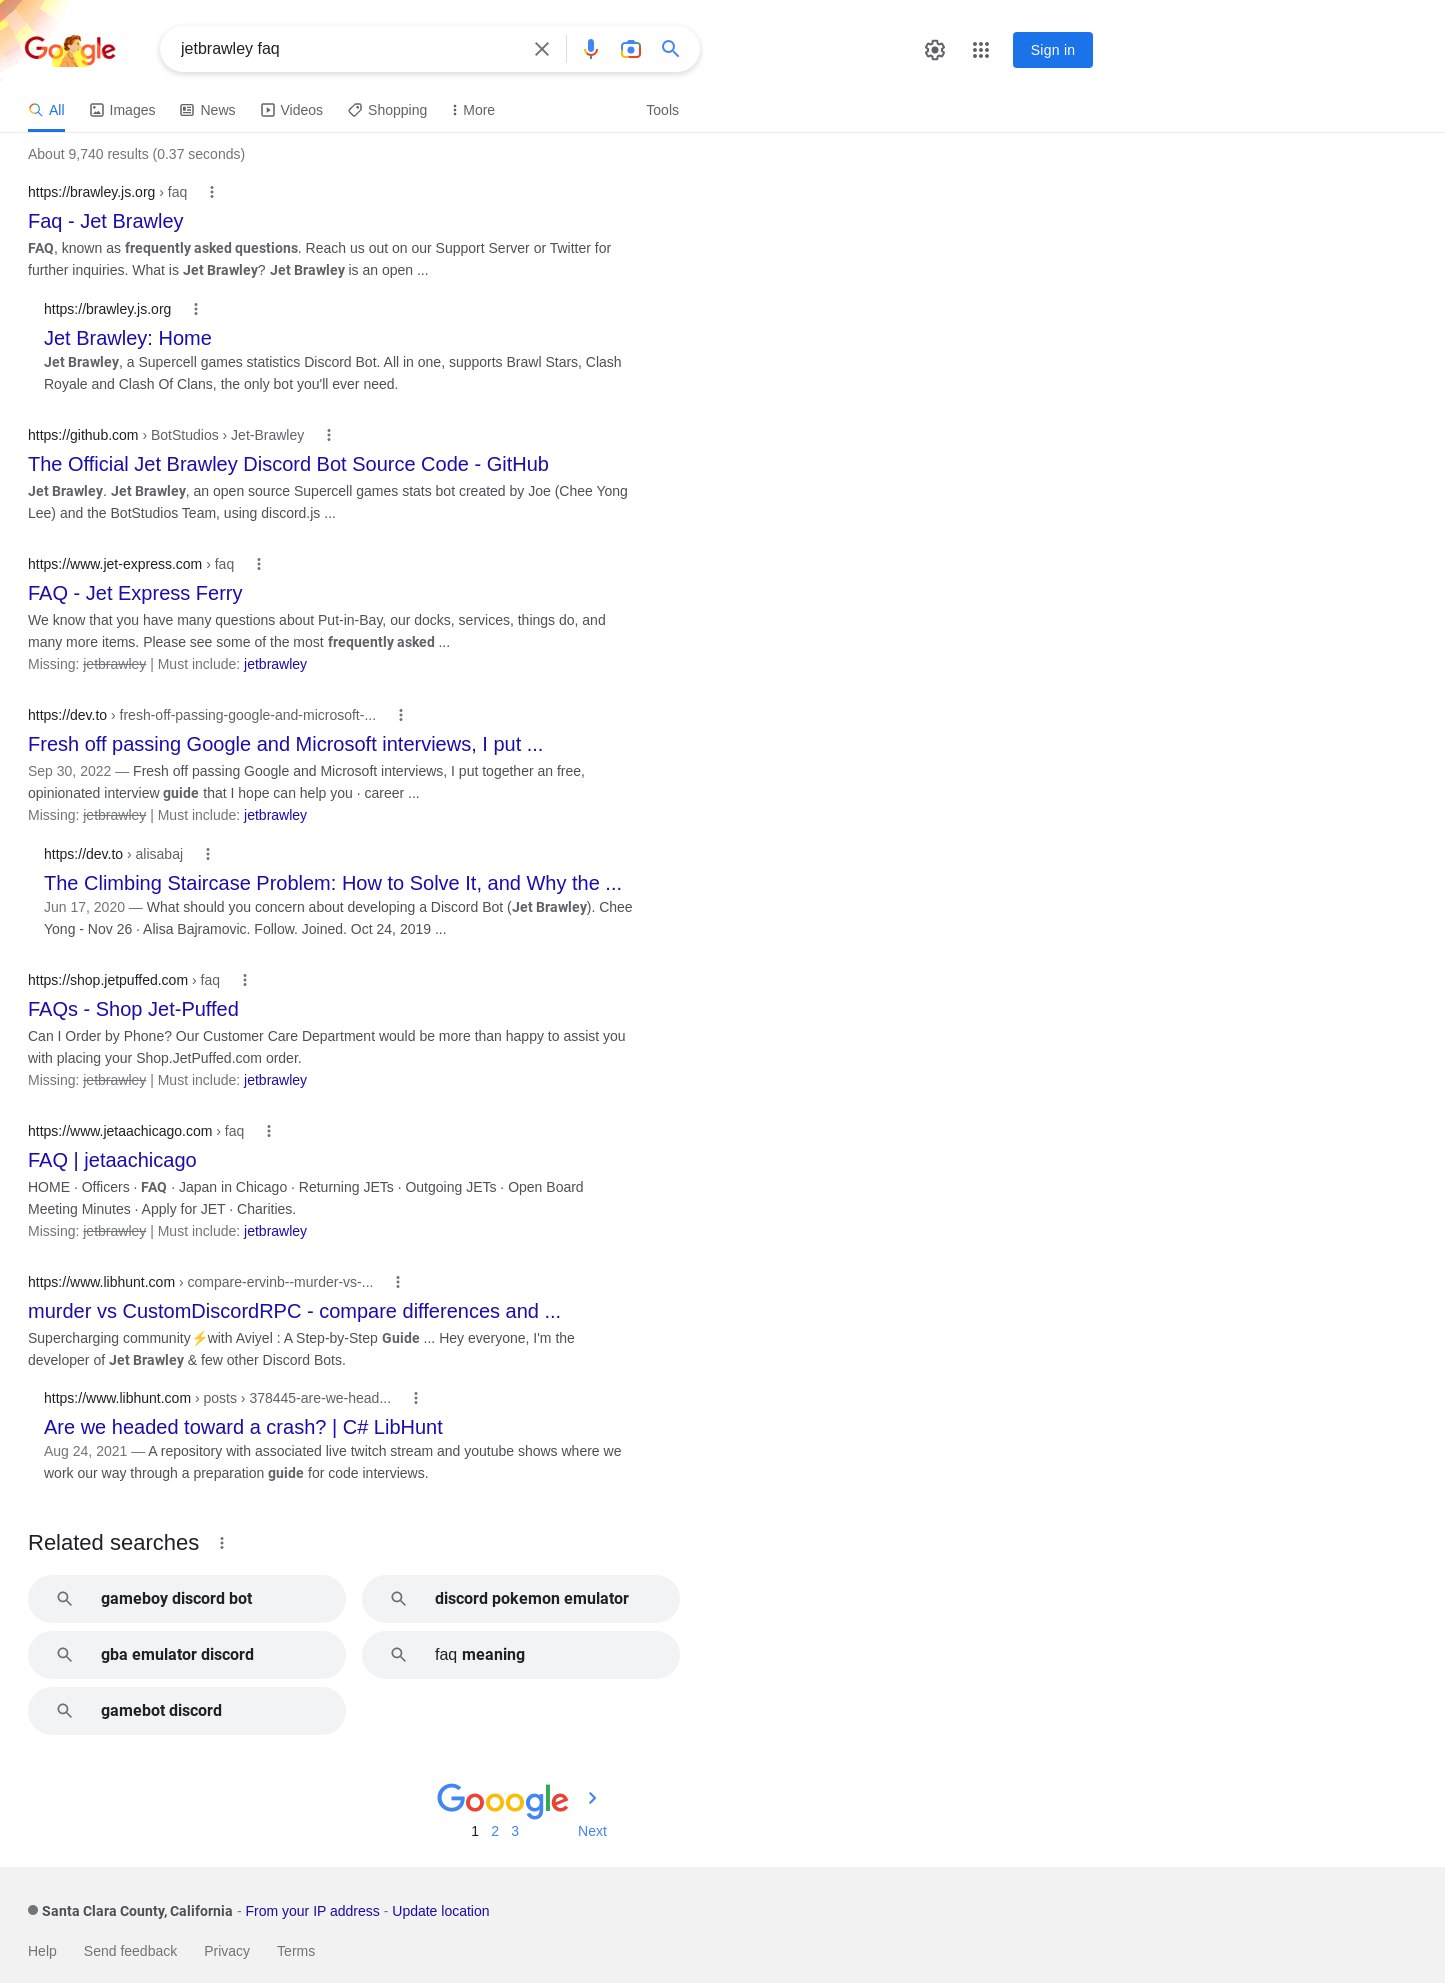 Google
jetbrawley faq
Sign in
All
Images
News
Videos
Shopping
More
Tools
About 9,740 results (0.37 seconds)
https://brawley.js.org › faq
Faq - Jet Brawley
FAQ, known as frequently asked questions. Reach us out on our Support Server or Twitter for
further inquiries. What is Jet Brawley? Jet Brawley is an open ...
https://brawley.js.org
Jet Brawley: Home
Jet Brawley, a Supercell games statistics Discord Bot. All in one, supports Brawl Stars, Clash
Royale and Clash Of Clans, the only bot you'll ever need.
https://github.com › BotStudios › Jet-Brawley
The Official Jet Brawley Discord Bot Source Code - GitHub
Jet Brawley. Jet Brawley, an open source Supercell games stats bot created by Joe (Chee Yong
Lee) and the BotStudios Team, using discord.js ...
https://www.jet-express.com › faq
FAQ - Jet Express Ferry
We know that you have many questions about Put-in-Bay, our docks, services, things do, and
many more items. Please see some of the most frequently asked ...
Missing: jetbrawley | Must include: jetbrawley
https://dev.to › fresh-off-passing-google-and-microsoft-...
Fresh off passing Google and Microsoft interviews, I put ...
Sep 30, 2022 — Fresh off passing Google and Microsoft interviews, I put together an free,
opinionated interview guide that I hope can help you · career ...
Missing: jetbrawley | Must include: jetbrawley
https://dev.to › alisabaj
The Climbing Staircase Problem: How to Solve It, and Why the ...
Jun 17, 2020 — What should you concern about developing a Discord Bot (Jet Brawley). Chee
Yong - Nov 26 · Alisa Bajramovic. Follow. Joined. Oct 24, 2019 ...
https://shop.jetpuffed.com › faq
FAQs - Shop Jet-Puffed
Can I Order by Phone? Our Customer Care Department would be more than happy to assist you
with placing your Shop.JetPuffed.com order.
Missing: jetbrawley | Must include: jetbrawley
https://www.jetaachicago.com › faq
FAQ | jetaachicago
HOME · Officers · FAQ · Japan in Chicago · Returning JETs · Outgoing JETs · Open Board
Meeting Minutes · Apply for JET · Charities.
Missing: jetbrawley | Must include: jetbrawley
https://www.libhunt.com › compare-ervinb--murder-vs-...
murder vs CustomDiscordRPC - compare differences and ...
Supercharging community⚡with Aviyel : A Step-by-Step Guide ... Hey everyone, I'm the
developer of Jet Brawley & few other Discord Bots.
https://www.libhunt.com › posts › 378445-are-we-head...
Are we headed toward a crash? | C# LibHunt
Aug 24, 2021 — A repository with associated live twitch stream and youtube shows where we
work our way through a preparation guide for code interviews.
Related searches
gameboy discord bot
discord pokemon emulator
gba emulator discord
faq meaning
gamebot discord
Gooogle
1 2 3 Next
Santa Clara County, California - From your IP address - Update location
Help Send feedback Privacy Terms